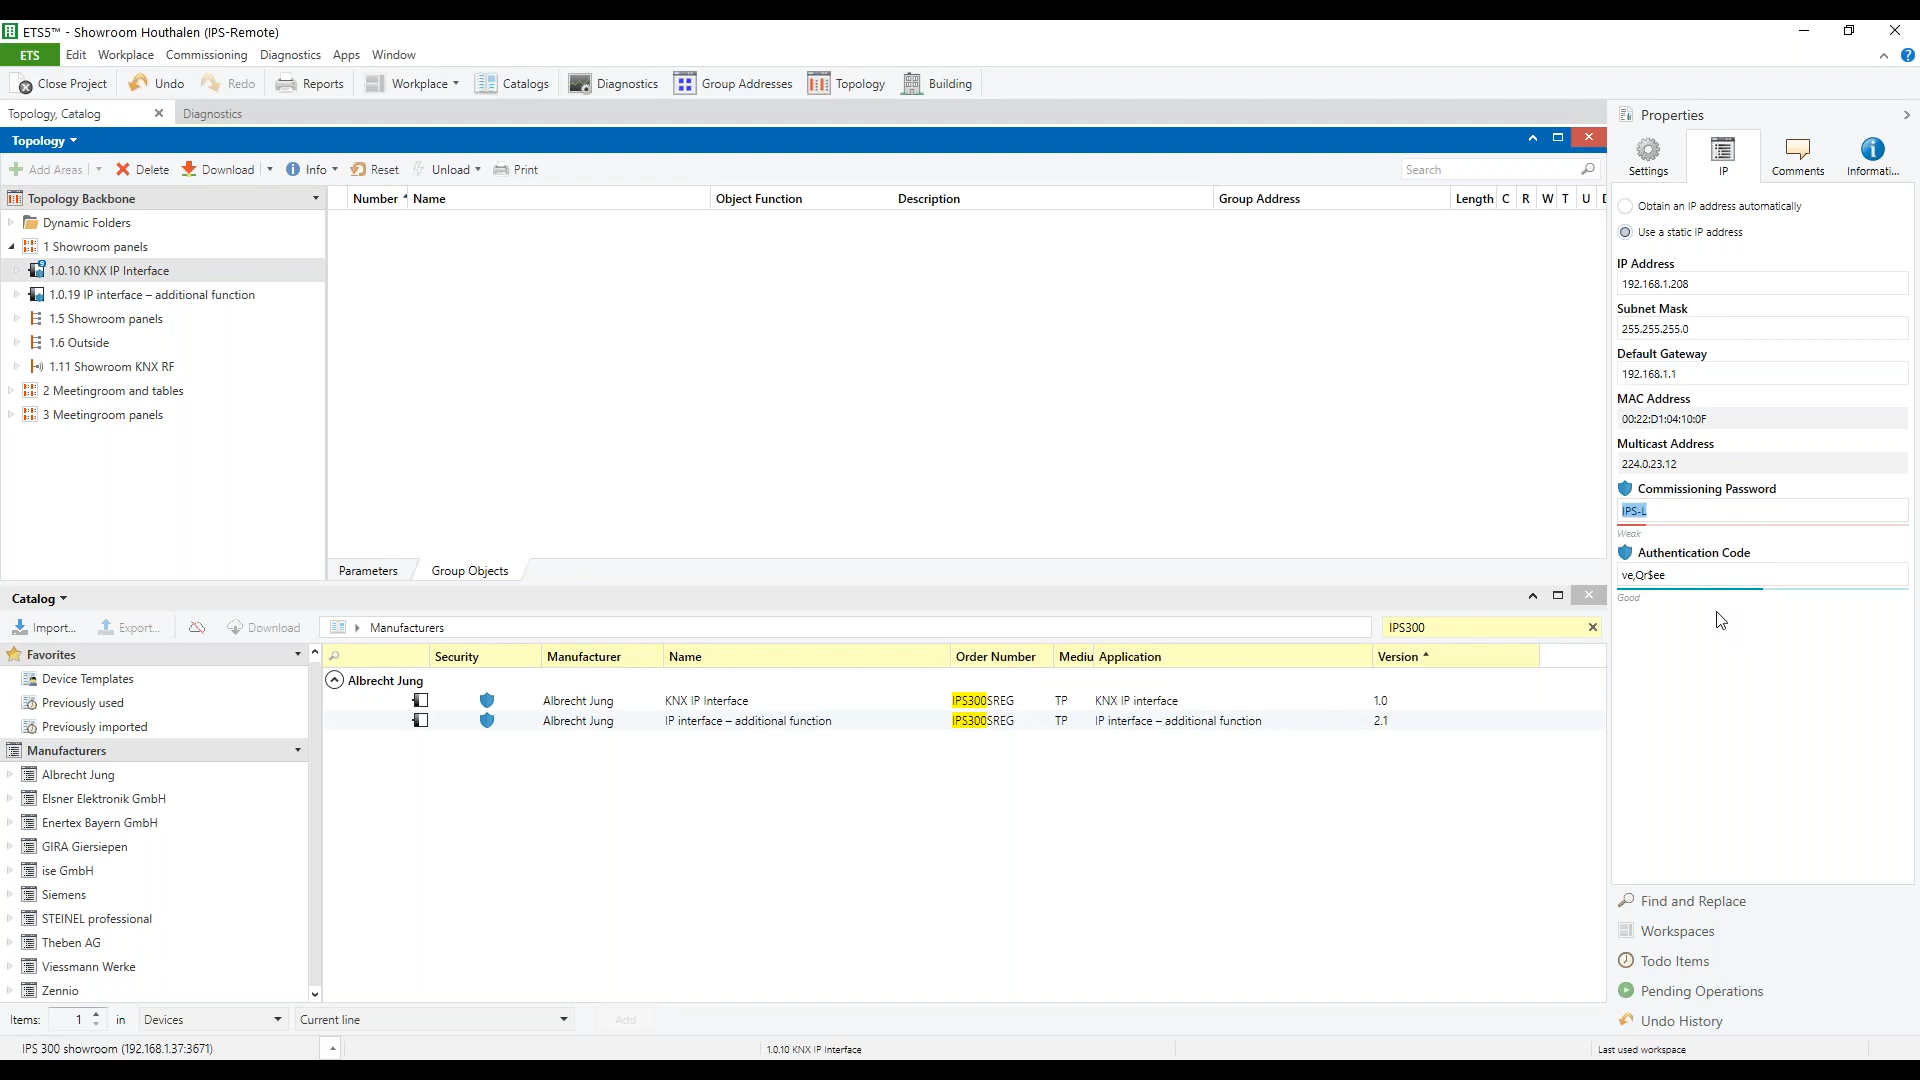 ETS5™ - Showroom Houthalen (IPS-Remote)
ETS Edit Workplace Commissioning Diagnostics Apps Window
Close Project Undo Redo Reports Workplace Catalogs Diagnostics Group Addresses Topology Building
Topology, Catalog Diagnostics
Topology
Add Areas Delete Download Info Reset Unload Print Search
Topology Backbone
Number Name Object Function Description Group Address Length C R W T U
Dynamic Folders
1 Showroom panels
1.0.10 KNX IP Interface
1.0.19 IP interface – additional function
1.5 Showroom panels
1.6 Outside
1.11 Showroom KNX RF
2 Meetingroom and tables
3 Meetingroom panels
Parameters Group Objects
Catalog
Import... Export... Download Manufacturers IPS300
Favorites
Device Templates
Previously used
Previously imported
Manufacturers
Albrecht Jung
Elsner Elektronik GmbH
Enertex Bayern GmbH
GIRA Giersiepen
ise GmbH
Siemens
STEINEL professional
Theben AG
Viessmann Werke
Zennio
Security Manufacturer Name Order Number Mediu Application Version
Albrecht Jung
Albrecht Jung KNX IP Interface IPS300SREG TP KNX IP interface 1.0
Albrecht Jung IP interface – additional function IPS300SREG TP IP interface – additional function 2.1
Items: 1 in Devices Current line Add
IPS 300 showroom (192.168.1.37:3671) 1.0.10 KNX IP Interface Last used workspace
Properties
Settings IP Comments Informati...
Obtain an IP address automatically
Use a static IP address
IP Address
192.168.1.208
Subnet Mask
255.255.255.0
Default Gateway
192.168.1.1
MAC Address
00:22:D1:04:10:0F
Multicast Address
224.0.23.12
Commissioning Password
IPS-L
Weak
Authentication Code
ve,Qr$ee
Good
Find and Replace
Workspaces
Todo Items
Pending Operations
Undo History